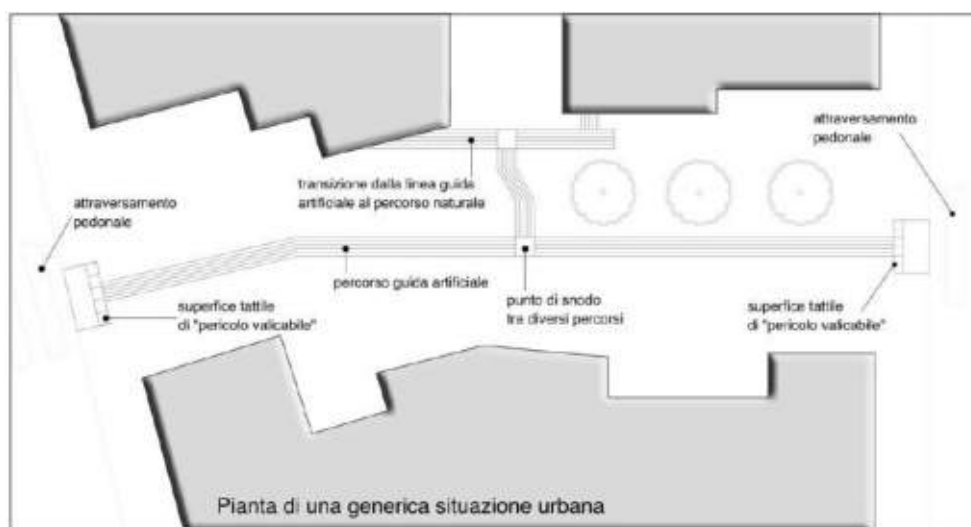 attraversamento
pedonale
transizione dalla linea guida
artificiale al percorso naturale
attraversamento
pedonale
percorso guida artificiale
punto di snodo
tra diversi percorsi
superfice tattile
di "pericolo valicabile"
superfice tattile
di "pericolo valicabile"
Pianta di una generica situazione urbana